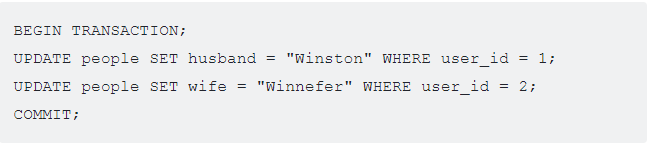 BEGIN TRANSACTION;
UPDATE people SET husband = "Winston" WHERE user_id = 1;
UPDATE people SET wife = "Winnefer" WHERE user_id = 2;
COMMIT;